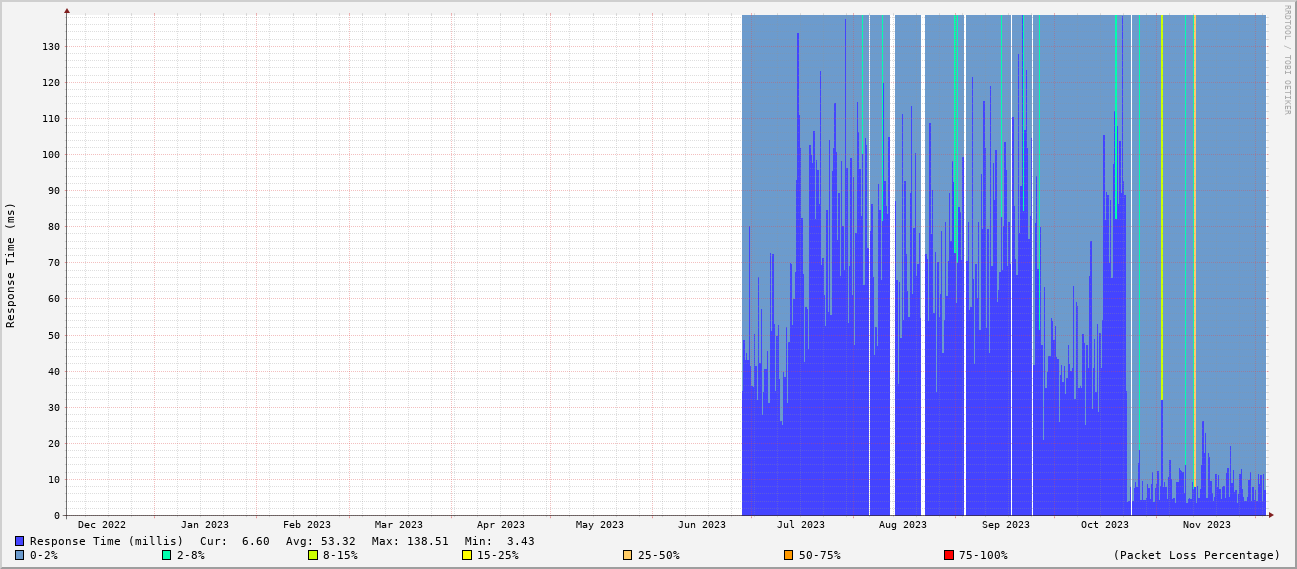 RRDTOOL / TOBI OETIKER
Response Time (ms)
130
120
110
100
90
80
70
60
50
40
30
20
10
0
Dec 2022 Jan 2023 Feb 2023 Mar 2023 Apr 2023 May 2023 Jun 2023 Jul 2023 Aug 2023 Sep 2023 Oct 2023 Nov 2023
Response Time (millis) Cur: 6.60 Avg: 53.32 Max: 138.51 Min: 3.43
0-2% 2-8% 8-15% 15-25% 25-50% 50-75% 75-100% (Packet Loss Percentage)